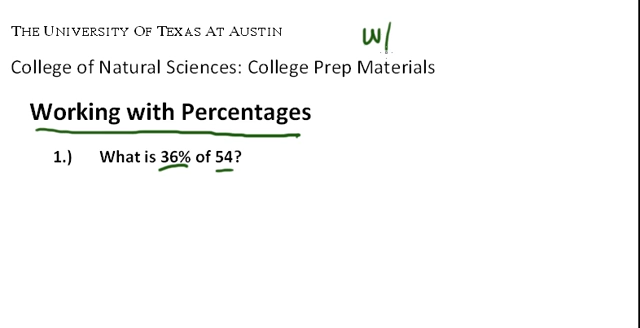 THE UNIVERSITY OF TEXAS AT AUSTIN
w/
College of Natural Sciences: College Prep Materials
Working with Percentages
1.) What is 36% of 54?